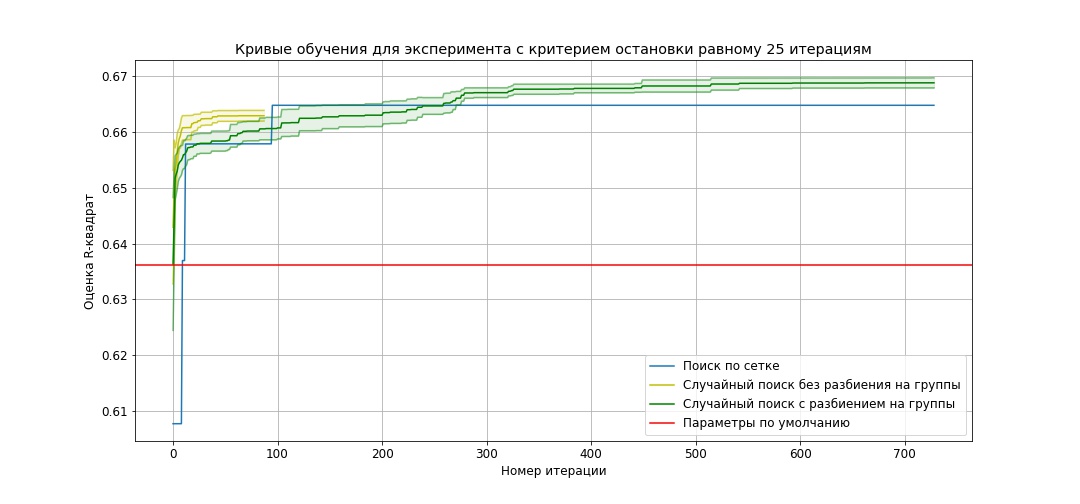 Кривые обучения для эксперимента с критерием остановки равному 25 итерациям
Оценка R-квадрат
0.67
0.66
0.65
0.64
0.63
0.62
0.61
Поиск по сетке
Случайный поиск без разбиения на группы
Случайный поиск с разбиением на группы
Параметры по умолчанию
0 100 200 300 400 500 600 700
Номер итерации